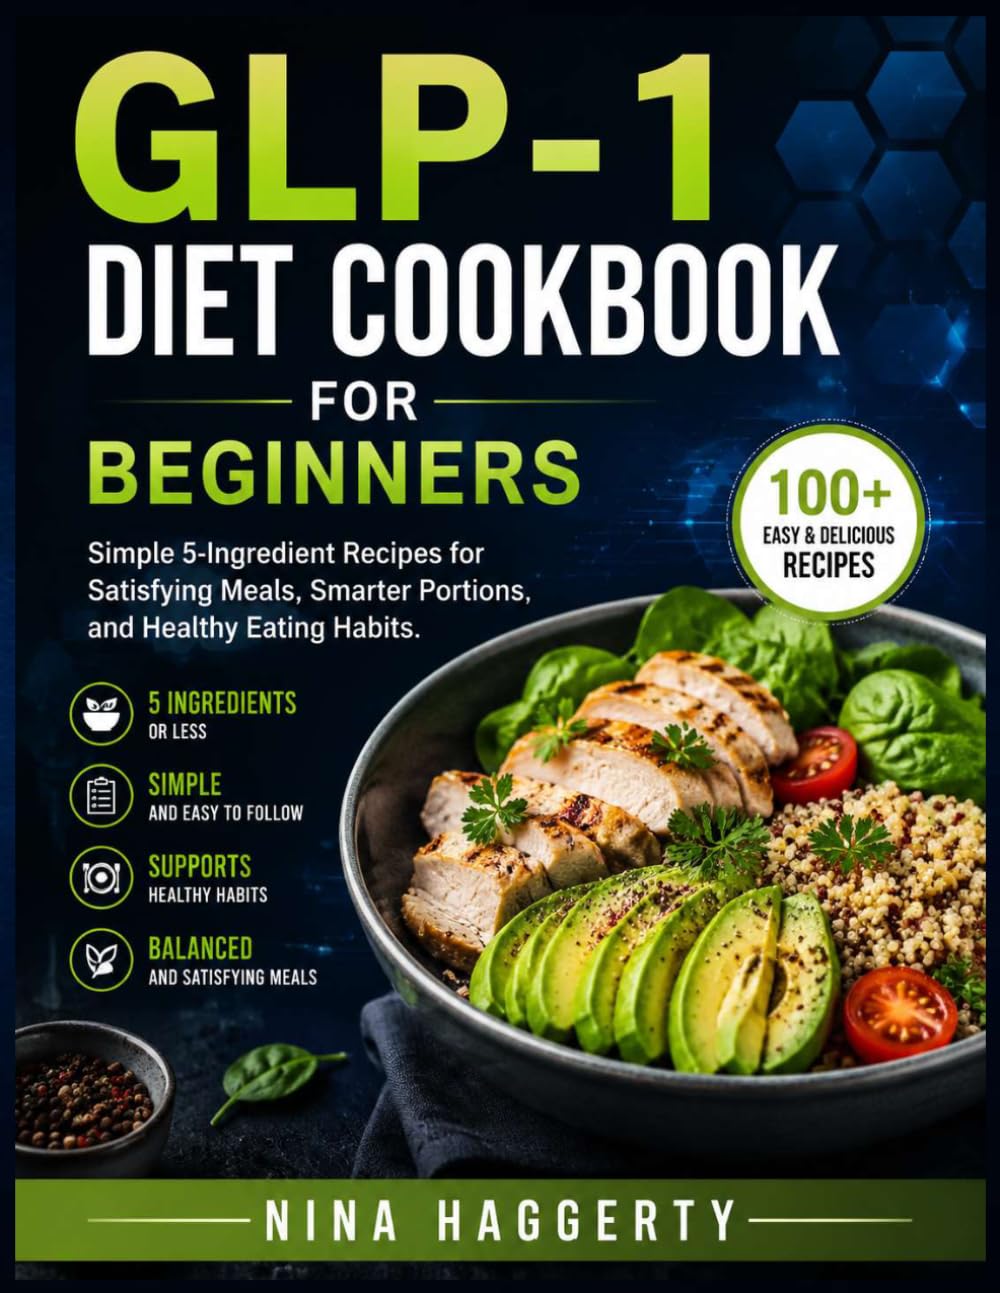 GLP-1
DIET COOKBOOK
FOR
BEGINNERS
Simple 5-Ingredient Recipes for
Satisfying Meals, Smarter Portions,
and Healthy Eating Habits.
100+
EASY & DELICIOUS
RECIPES
5 INGREDIENTS
OR LESS
SIMPLE
AND EASY TO FOLLOW
SUPPORTS
HEALTHY HABITS
BALANCED
AND SATISFYING MEALS
NINA HAGGERTY